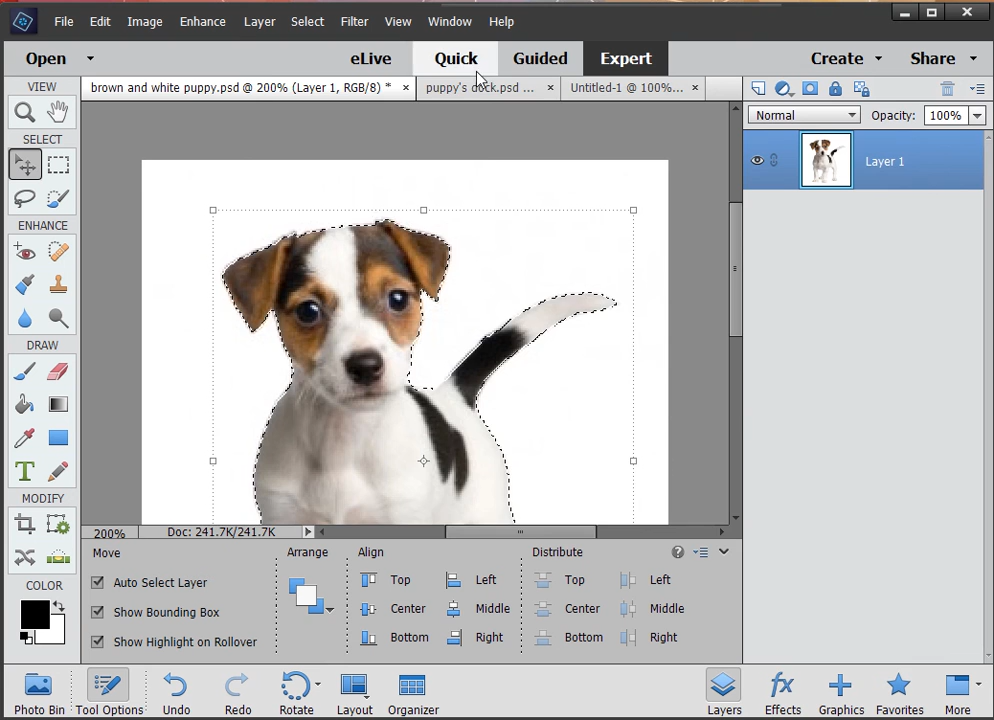 File Edit Image Enhance Layer Select Filter View Window Help
Open eLive Quick Guided Expert Create Share
VIEW
brown and white puppy.psd @ 200% (Layer 1, RGB/8) * × puppy's dock.psd ... × Untitled-1 @ 100%... ×
Normal Opacity: 100%
SELECT
Layer 1
ENHANCE
DRAW
MODIFY
200% Doc: 241.7K/241.7K
Move Arrange Align Distribute
Auto Select Layer Top Left Top Left
COLOR
Show Bounding Box Center Middle Center Middle
Show Highlight on Rollover Bottom Right Bottom Right
Photo Bin Tool Options Undo Redo Rotate Layout Organizer Layers Effects Graphics Favorites More